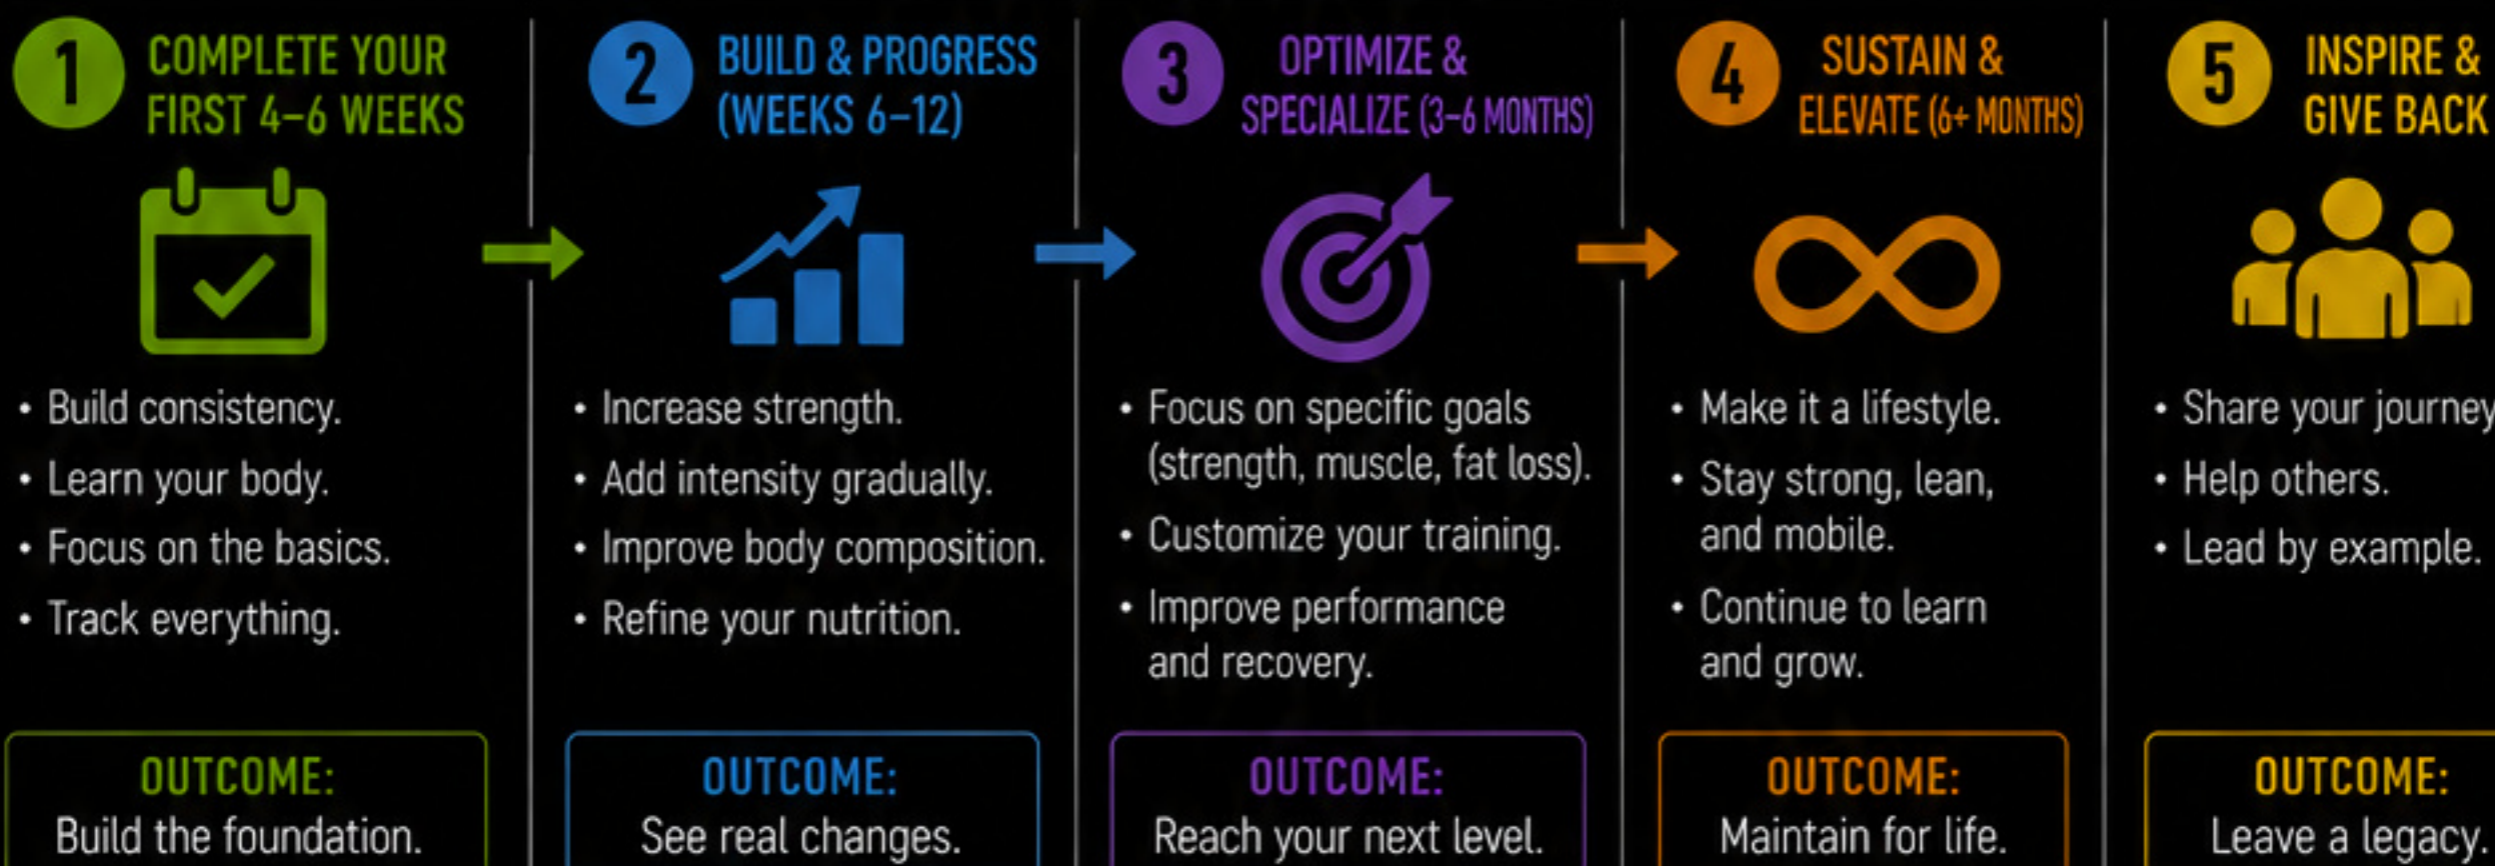 1
COMPLETE YOUR
FIRST 4–6 WEEKS
• Build consistency.
• Learn your body.
• Focus on the basics.
• Track everything.
OUTCOME:
Build the foundation.
2
BUILD & PROGRESS
(WEEKS 6–12)
• Increase strength.
• Add intensity gradually.
• Improve body composition.
• Refine your nutrition.
OUTCOME:
See real changes.
3
OPTIMIZE &
SPECIALIZE (3–6 MONTHS)
• Focus on specific goals
(strength, muscle, fat loss).
• Customize your training.
• Improve performance
and recovery.
OUTCOME:
Reach your next level.
4
SUSTAIN &
ELEVATE (6+ MONTHS)
• Make it a lifestyle.
• Stay strong, lean,
and mobile.
• Continue to learn
and grow.
OUTCOME:
Maintain for life.
5
INSPIRE &
GIVE BACK
• Share your journey
• Help others.
• Lead by example.
OUTCOME:
Leave a legacy.